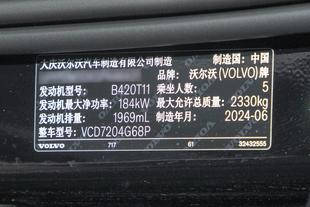 大庆沃尔沃汽车制造有限公司制造 制造国：中国
沃尔沃(VOLVO)牌
发动机型号： B420T11 乘坐人数： 5
发动机最大净功率： 184kW 最大允许总质量： 2330kg
发动机排量： 1969mL 制造年月： 2024-06
整车型号： VCD7204G68P
VOLVO 717 61 32432555